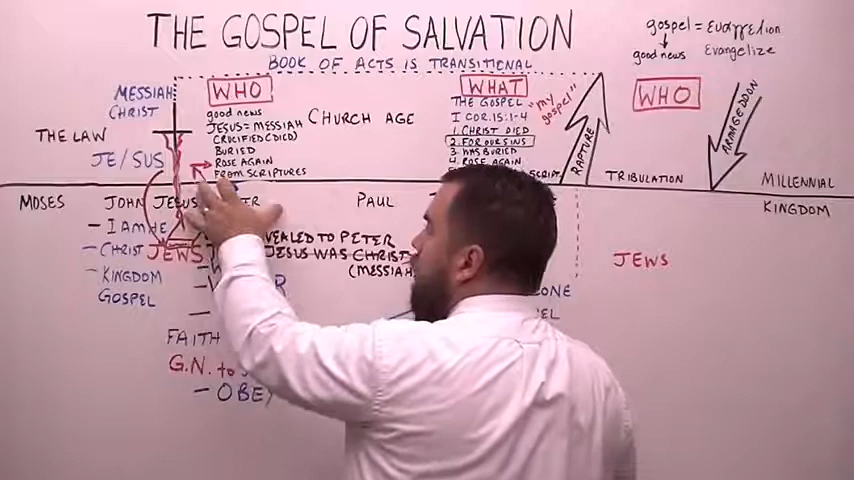 THE GOSPEL OF SALVATION
gospel = Ευαγγελιον
good news Evangelize
BOOK OF ACTS IS TRANSITIONAL
MESSIAH
CHRIST
WHO
good news
JESUS = MESSIAH
CRUCIFIED (DIED)
BURIED
ROSE AGAIN
FROM SCRIPTURES
CHURCH AGE
WHAT
THE GOSPEL
"my gospel"
I COR. 15:1-4
1. CHRIST DIED
2. FOR OUR SINS
3. WAS BURIED
4. ROSE AGAIN
RAPTURE
WHO
ARMAGEDDON
THE LAW
JE/SUS
TRIBULATION
MILLENNIAL
KINGDOM
MOSES
JOHN
JESUS
PAUL
- I AM HE
- CHRIST
JEWS
- KINGDOM
GOSPEL
TO PETER
JESUS WAS CHRIST
(MESSIAH
JEWS
FAITH
G.N. to
- OBEY